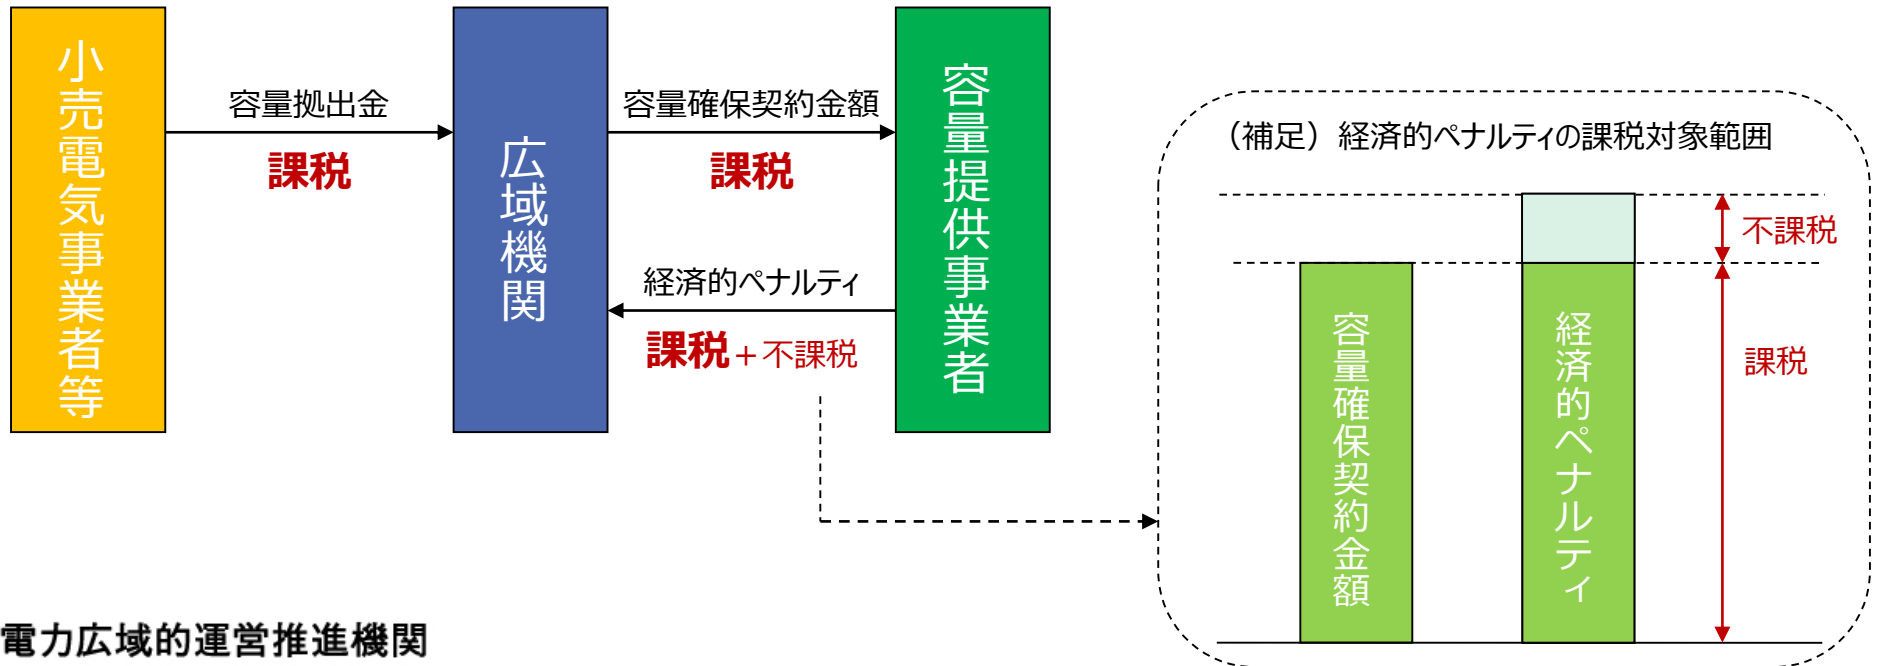 小売電気事業者等
容量拠出金
課税
広域機関
容量確保契約金額
課税
経済的ペナルティ
課税＋不課税
容量提供事業者
（補足）経済的ペナルティの課税対象範囲
不課税
課税
容量確保契約金額
経済的ペナルティ
電力広域的運営推進機関